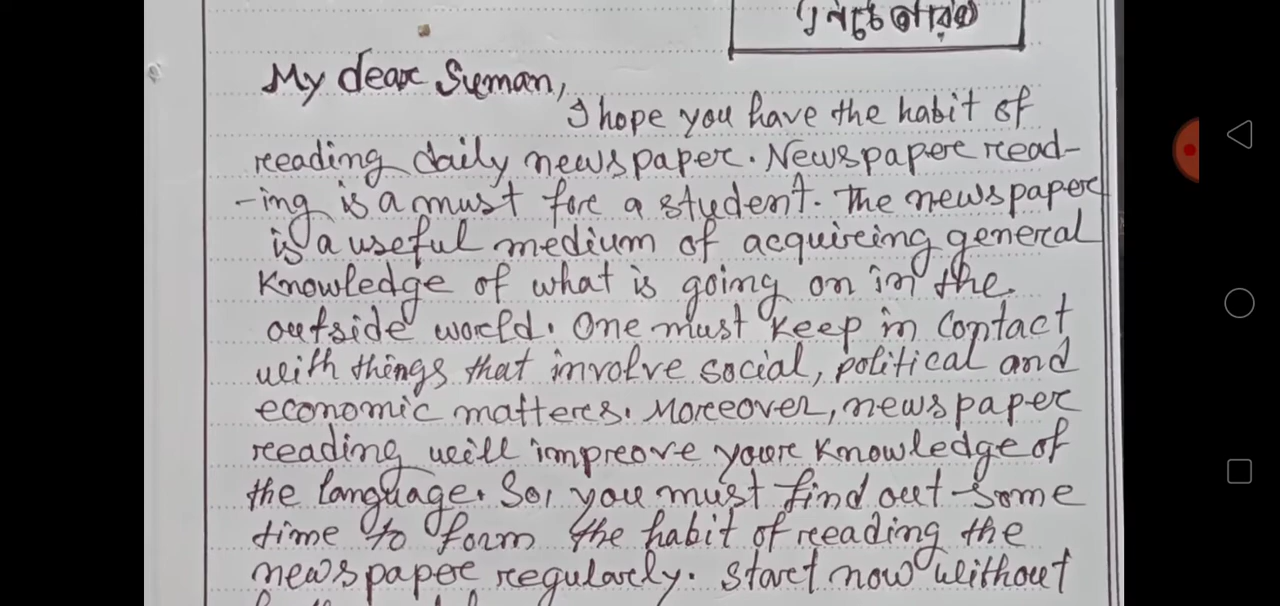 My dear Suman,
I hope you have the habit of
reading daily newspaper. Newspaper read-
-ing is a must for a student. The newspaper
is a useful medium of acquiring general
knowledge of what is going on in the
outside world. One must keep in contact
with things that involve social, political and
economic matters. Moreover, newspaper
reading will improve your knowledge of
the language. So, you must find out some
time to form the habit of reading the
newspaper regularly. Start now without